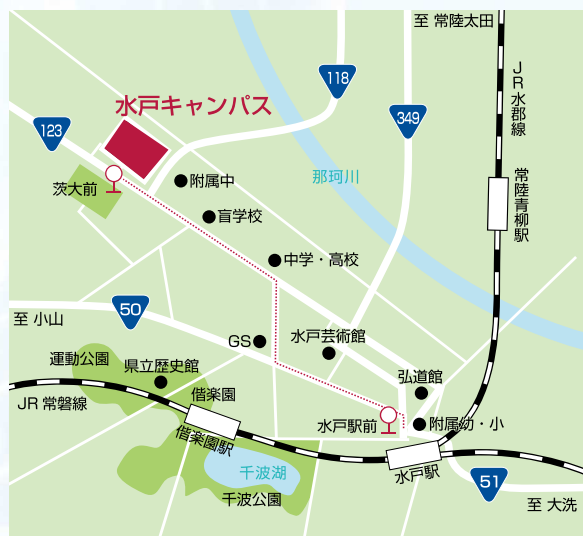 至 常陸太田
118
JR水郡線
水戸キャンパス
349
123
那珂川
常陸青柳駅
茨大前
附属中
盲学校
中学・高校
50
至 小山
GS
水戸芸術館
運動公園
県立歴史館
弘道館
JR常磐線
偕楽園
水戸駅前
附属幼・小
偕楽園駅
千波湖
水戸駅
51
千波公園
至 大洗